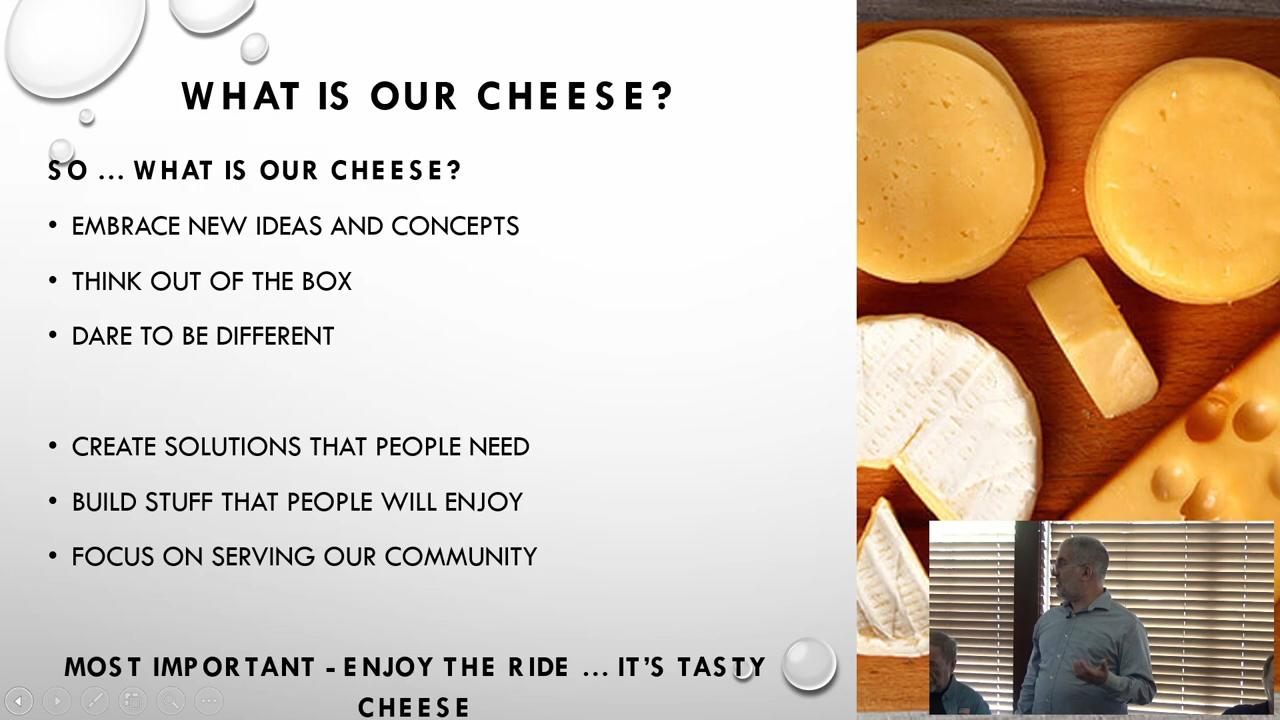 WHAT IS OUR CHEESE?
SO ... WHAT IS OUR CHEESE?
• EMBRACE NEW IDEAS AND CONCEPTS
• THINK OUT OF THE BOX
• DARE TO BE DIFFERENT
• CREATE SOLUTIONS THAT PEOPLE NEED
• BUILD STUFF THAT PEOPLE WILL ENJOY
• FOCUS ON SERVING OUR COMMUNITY
MOST IMPORTANT - ENJOY THE RIDE ... IT'S TASTY
CHEESE